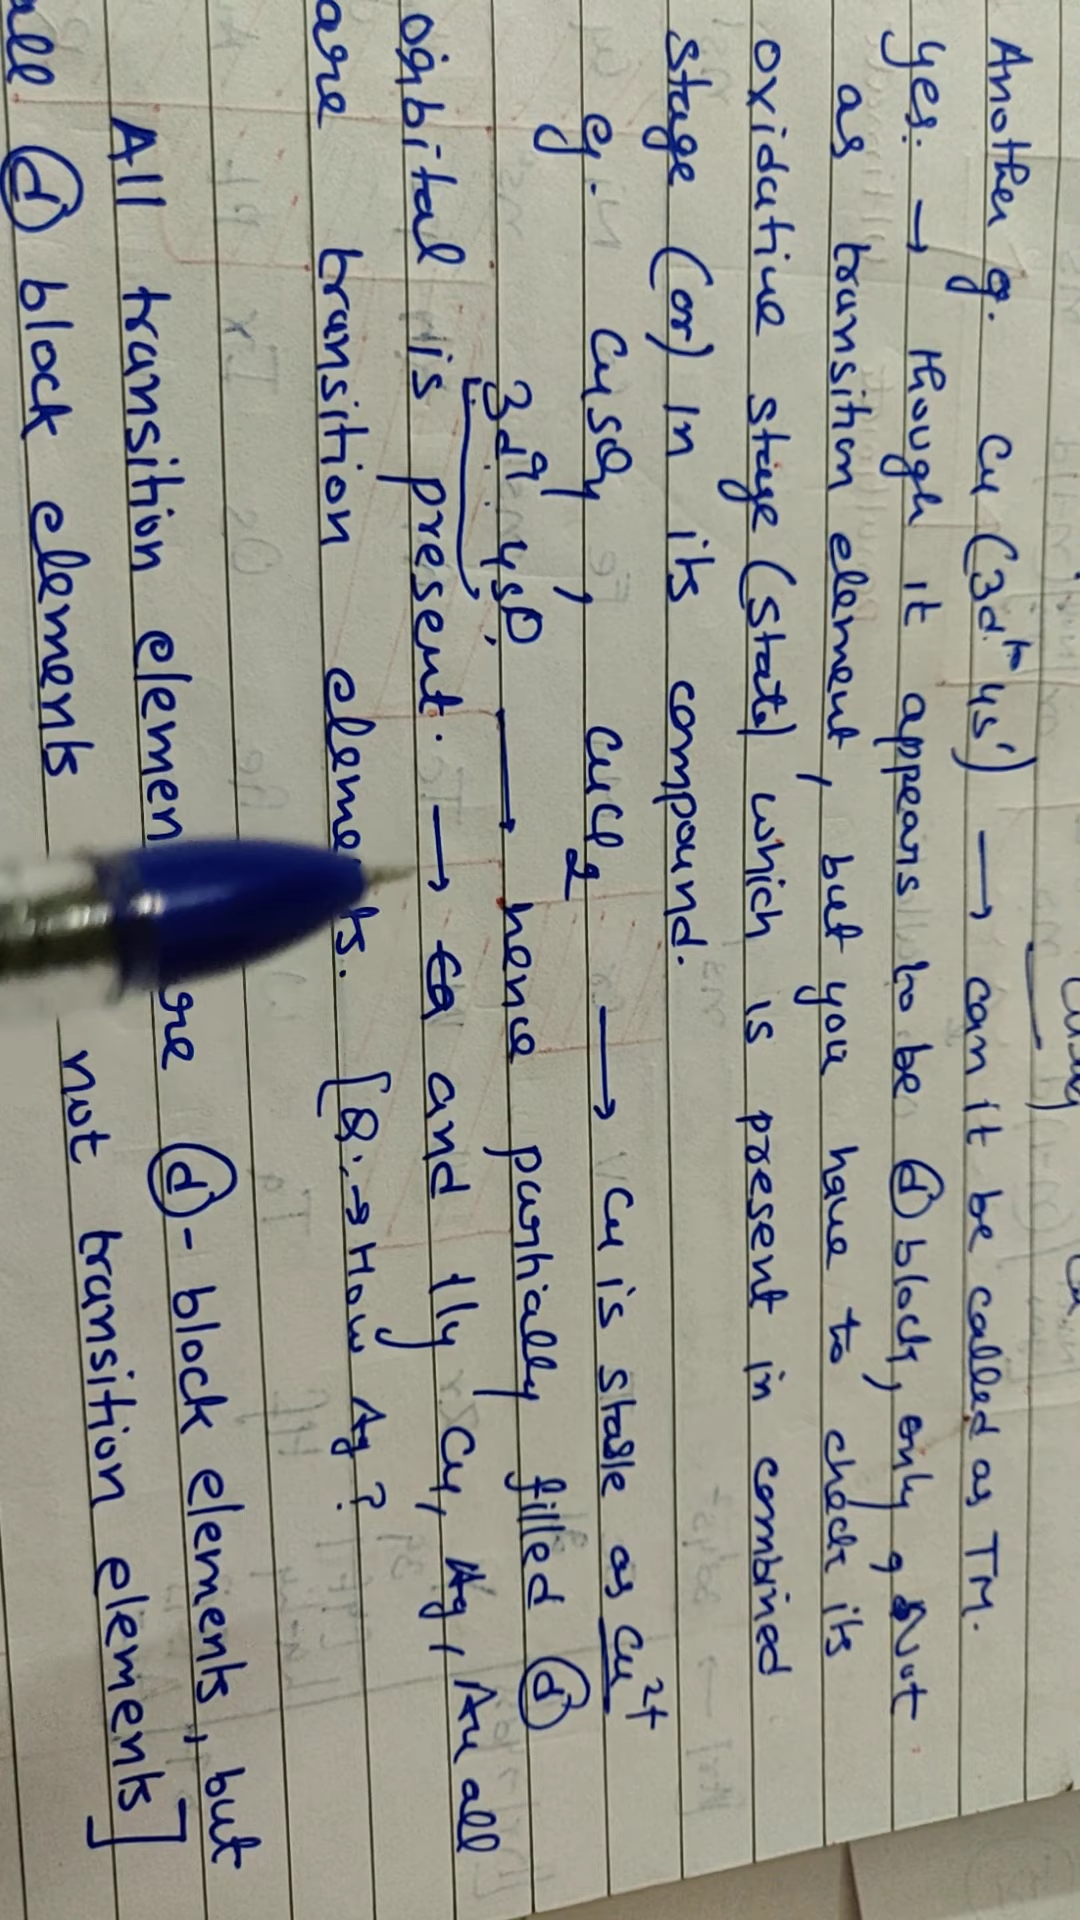 Another eg. Cu (3d¹⁰ 4s¹) → can it be called as TM.
Yes. → though it appears to be (d) block, only, Not
as transition element, but you have to check its
oxidative stage (state) which is present in combined
stage (or) in its compound.
eg. CuSO4, CuCl2 → Cu is stable as Cu²⁺
3d⁹ 4s⁰, → hence partially filled (d)
orbital is present. → and lly Cu, Ag, Au all
are transition elements. [Q. → How Ag?
All transition elemen re (d) - block elements, but
all (d) block elements not transition elements]